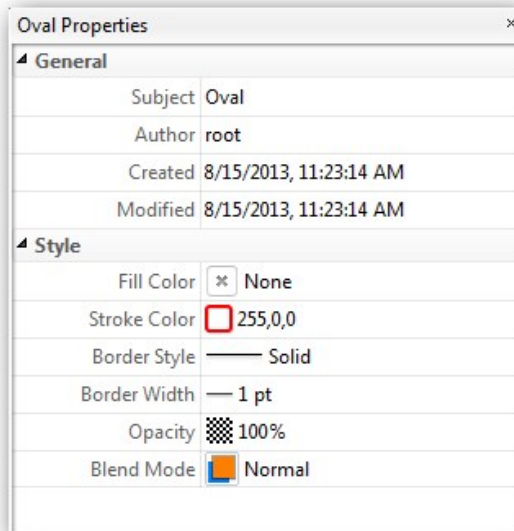 Oval Properties
General
Subject Oval
Author root
Created 8/15/2013, 11:23:14 AM
Modified 8/15/2013, 11:23:14 AM
Style
Fill Color None
Stroke Color 255,0,0
Border Style Solid
Border Width 1 pt
Opacity 100%
Blend Mode Normal